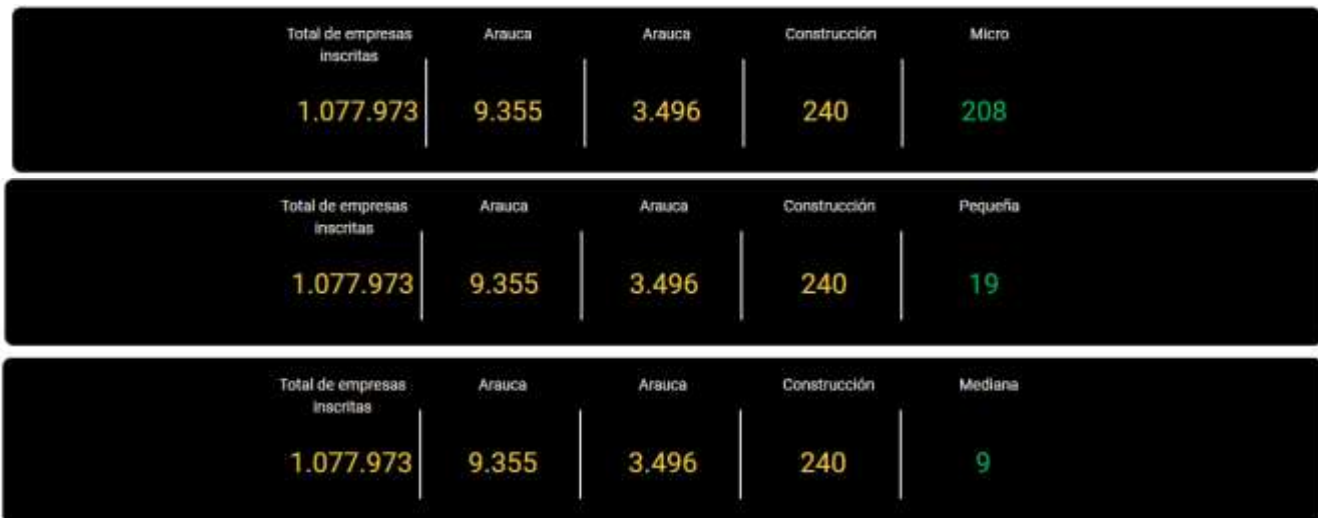 Total de empresas inscritas Arauca Arauca Construcción Micro
1.077.973 9.355 3.496 240 208
Total de empresas inscritas Arauca Arauca Construcción Pequeña
1.077.973 9.355 3.496 240 19
Total de empresas inscritas Arauca Arauca Construcción Mediana
1.077.973 9.355 3.496 240 9